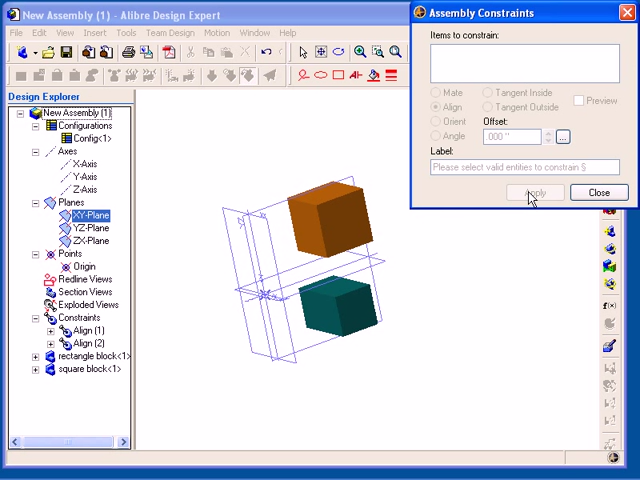 New Assembly (1) - Alibre Design Expert
File Edit View Insert Tools Team Design Motion Window Help
Design Explorer
New Assembly (1)
Configurations
Config<1>
Axes
X-Axis
Y-Axis
Z-Axis
Planes
XY-Plane
YZ-Plane
ZX-Plane
Points
Origin
Redline Views
Section Views
Exploded Views
Constraints
Align (1)
Align (2)
rectangle block<1>
square block<1>
Assembly Constraints
Items to constrain:
Mate
Tangent Inside
Preview
Align
Tangent Outside
Orient
Offset:
Angle
.000 "
...
Label:
Please select valid entities to constrain §
Apply
Close
f(x)